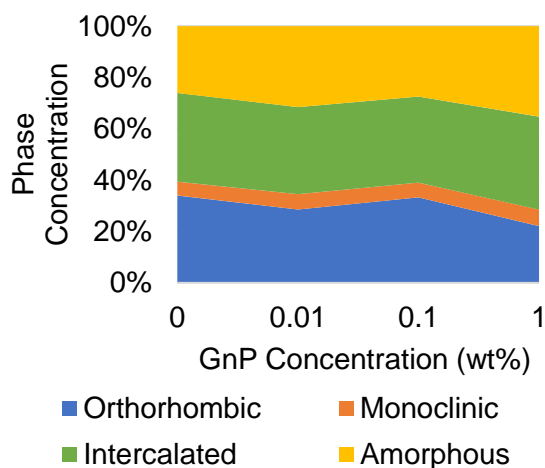 100%
80%
60%
40%
20%
0%
Phase
Concentration
0 0.01 0.1 1
GnP Concentration (wt%)
Orthorhombic Monoclinic
Intercalated Amorphous